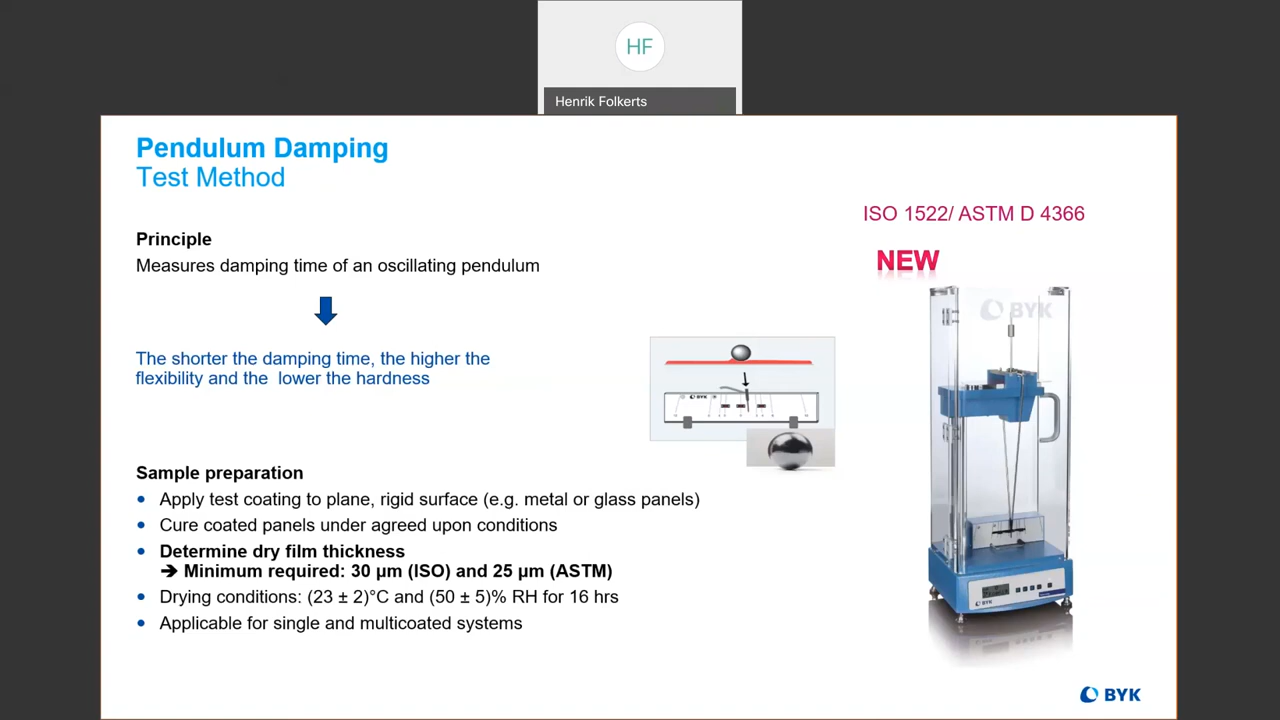 HF
Henrik Folkerts
Pendulum Damping
Test Method
ISO 1522/ ASTM D 4366
Principle
NEW
Measures damping time of an oscillating pendulum
BYK
The shorter the damping time, the higher the
flexibility and the lower the hardness
BYK
Sample preparation
• Apply test coating to plane, rigid surface (e.g. metal or glass panels)
• Cure coated panels under agreed upon conditions
• Determine dry film thickness
➔ Minimum required: 30 µm (ISO) and 25 µm (ASTM)
• Drying conditions: (23 ± 2)°C and (50 ± 5)% RH for 16 hrs
• Applicable for single and multicoated systems
BYK
BYK